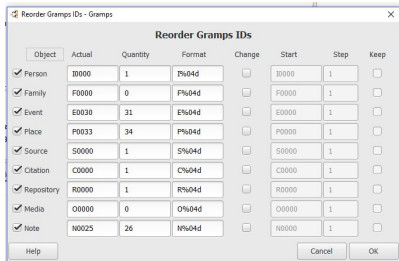 Reorder Gramps IDs - Gramps
Reorder Gramps IDs
Object Actual Quantity Format Change Start Step Keep
Person I0000 1 I%04d I0000 1
Family F0000 0 F%04d F0000 1
Event E0030 31 E%04d E0000 1
Place P0033 34 P%04d P0000 1
Source S0000 1 S%04d S0000 1
Citation C0000 1 C%04d C0000 1
Repository R0000 1 R%04d R0000 1
Media O0000 0 O%04d O0000 1
Note N0025 26 N%04d N0000 1
Help Cancel OK